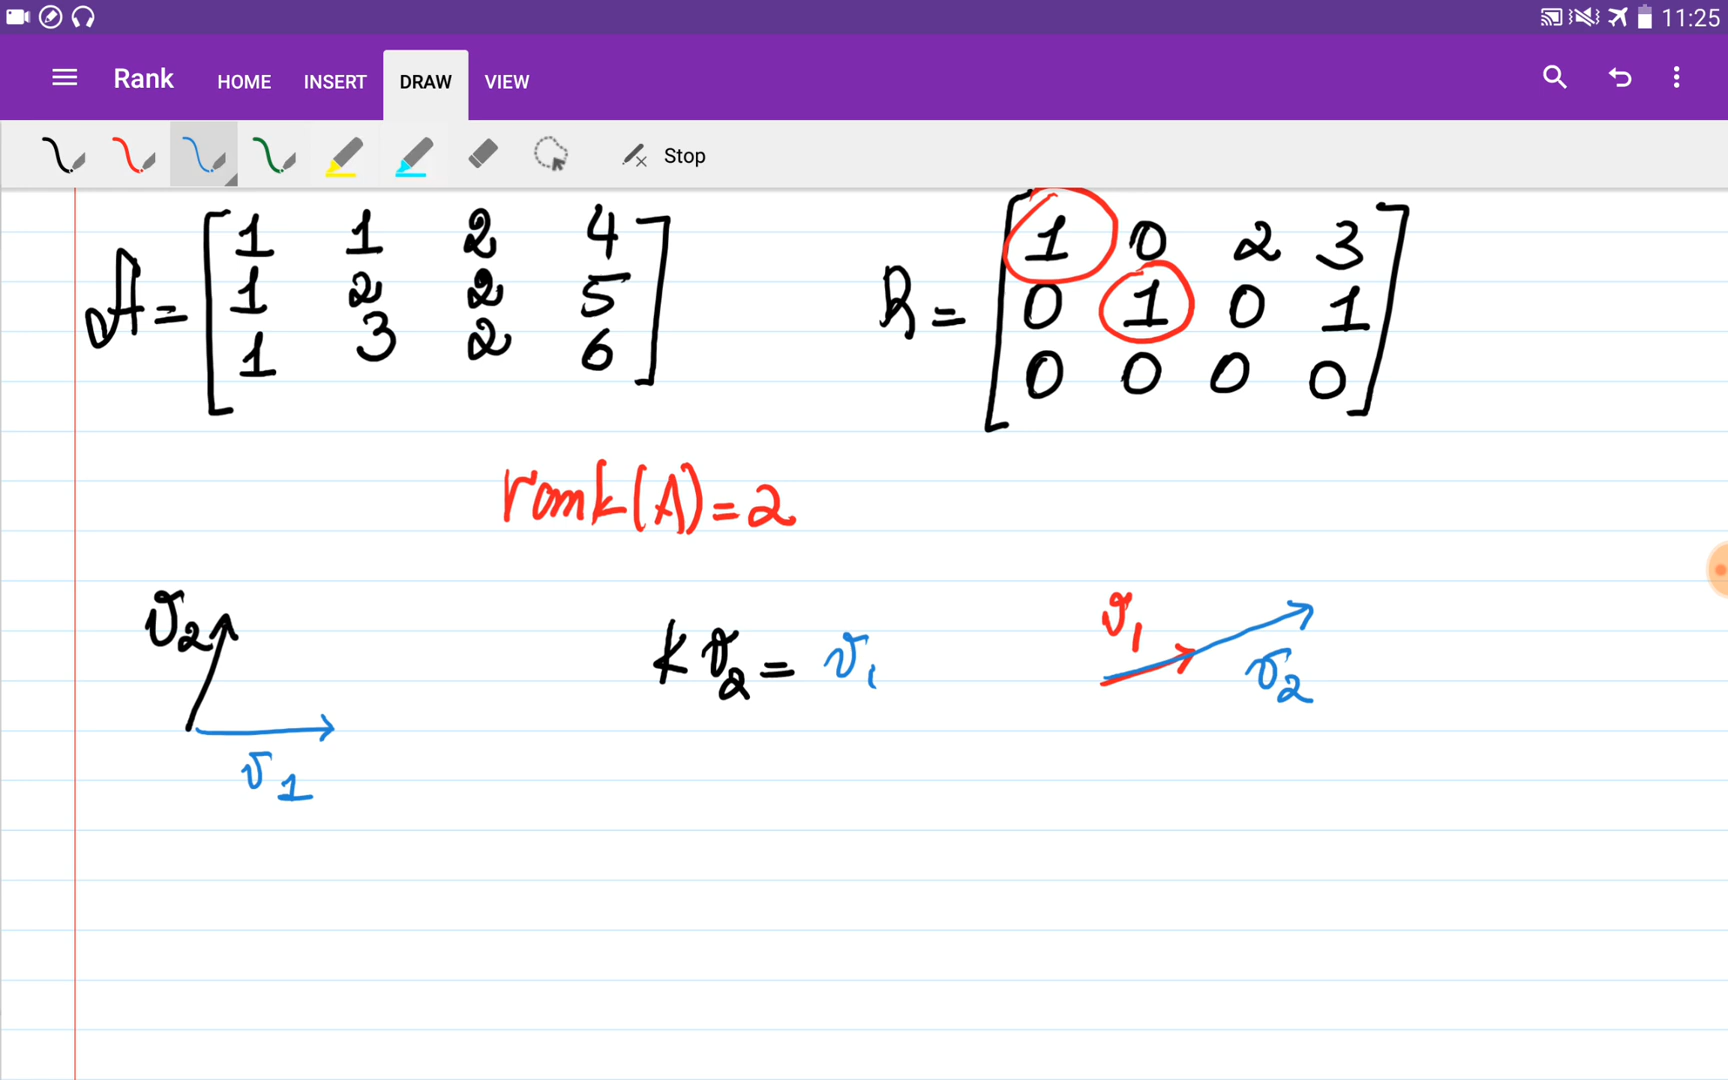 11:25
Rank HOME INSERT DRAW VIEW
Stop
A = [ 1 1 2 4
1 2 2 5
1 3 2 6 ]
R = [ 1 0 2 3
0 1 0 1
0 0 0 0 ]
rank(A) = 2
v2
v1
k v2 = v1
v1
v2